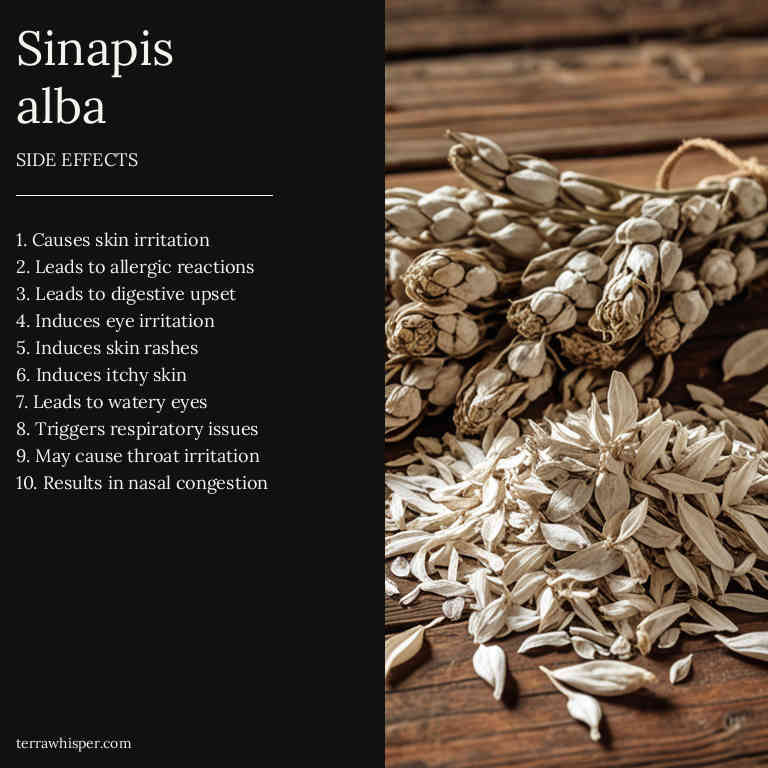 Sinapis
alba
SIDE EFFECTS
1. Causes skin irritation
2. Leads to allergic reactions
3. Leads to digestive upset
4. Induces eye irritation
5. Induces skin rashes
6. Induces itchy skin
7. Leads to watery eyes
8. Triggers respiratory issues
9. May cause throat irritation
10. Results in nasal congestion
terrawhisper.com